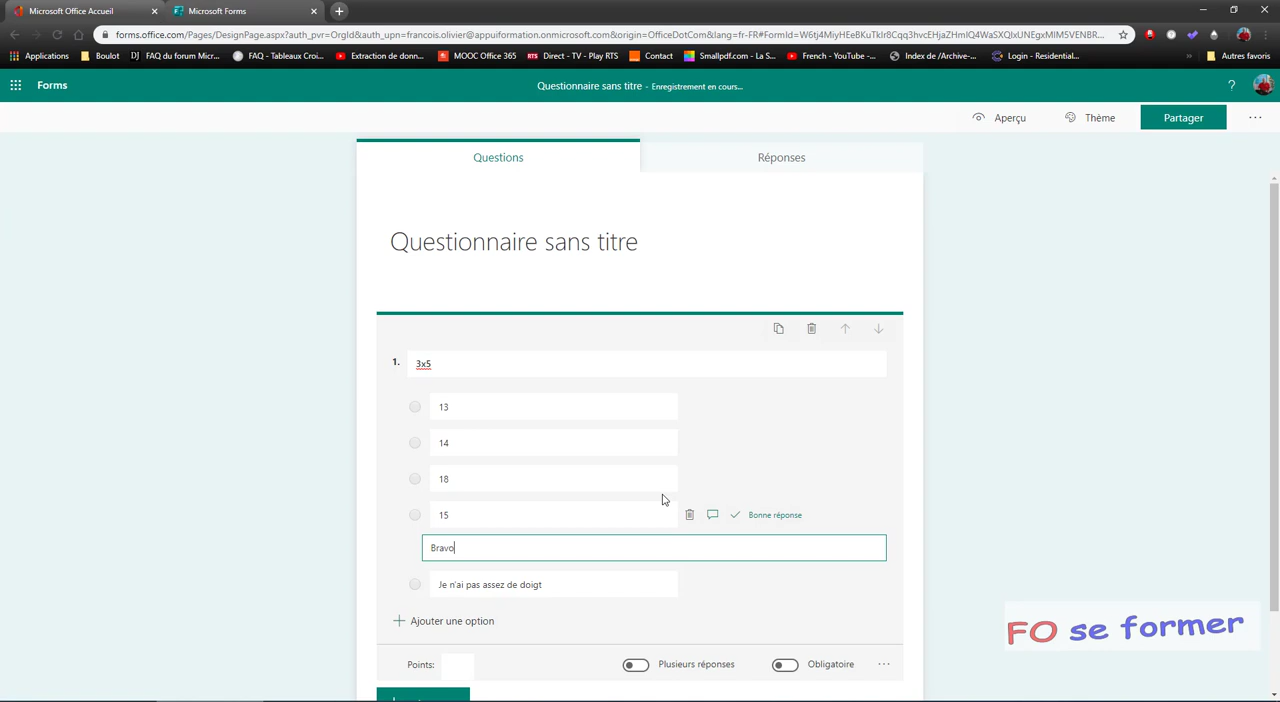 Microsoft Office Accueil
Microsoft Forms
forms.office.com/Pages/DesignPage.aspx?auth_pvr=OrgId&auth_upn=francois.olivier@appuiformation.onmicrosoft.com&origin=OfficeDotCom&lang=fr-FR#FormId=
Applications Boulot FAQ du forum Micr... FAQ - Tableaux Croi... Extraction de donn... MOOC Office 365 RTS Direct - TV - Play RTS Contact Smallpdf.com - La S... French - YouTube -... Index de /Archive-... Login - Residential... » Autres favoris
Forms
Questionnaire sans titre - Enregistrement en cours...
?
Aperçu
Thème
Partager
...
Questions
Réponses
Questionnaire sans titre
1. 3x5
13
14
18
15
Bonne réponse
Bravo
Je n'ai pas assez de doigt
Ajouter une option
Points:
Plusieurs réponses
Obligatoire
...
FO se former